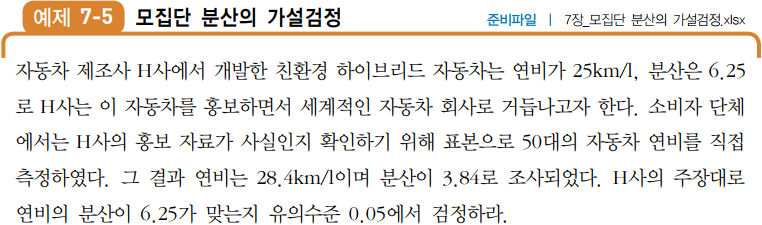 예제 7-5 모집단 분산의 가설검정 준비파일 | 7장_모집단 분산의 가설검정.xlsx
자동차 제조사 H사에서 개발한 친환경 하이브리드 자동차는 연비가 25km/l, 분산은 6.25
로 H사는 이 자동차를 홍보하면서 세계적인 자동차 회사로 거듭나고자 한다. 소비자 단체
에서는 H사의 홍보 자료가 사실인지 확인하기 위해 표본으로 50대의 자동차 연비를 직접
측정하였다. 그 결과 연비는 28.4km/l이며 분산이 3.84로 조사되었다. H사의 주장대로
연비의 분산이 6.25가 맞는지 유의수준 0.05에서 검정하라.